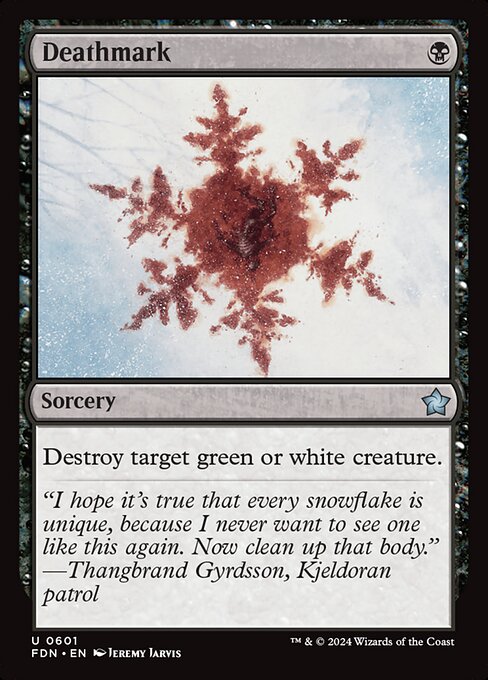 Deathmark
Sorcery
Destroy target green or white creature.
“I hope it’s true that every snowflake is
unique, because I never want to see one
like this again. Now clean up that body.”
—Thangbrand Gyrdsson, Kjeldoran
patrol
U 0601
FDN • EN Jeremy Jarvis
™ & © 2024 Wizards of the Coast